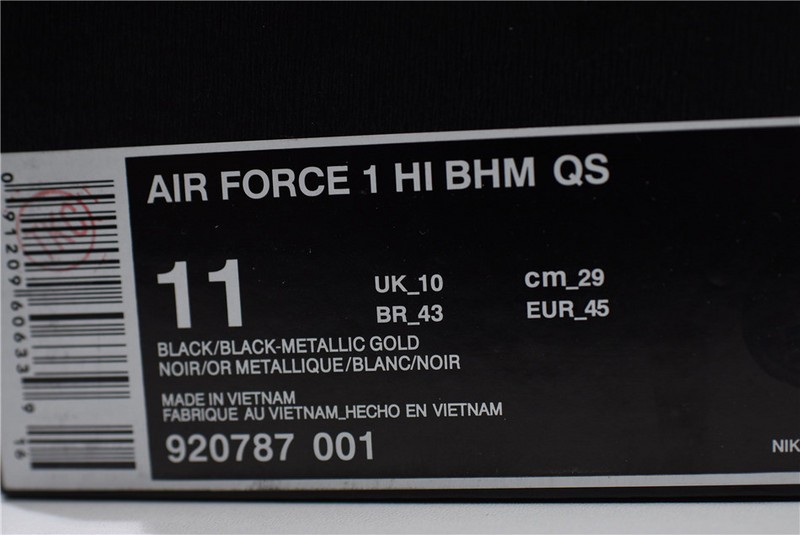 AIR FORCE 1 HI BHM QS
11
UK_10
cm_29
BR_43
EUR_45
BLACK/BLACK-METALLIC GOLD
NOIR/OR METALLIQUE/BLANC/NOIR
MADE IN VIETNAM
FABRIQUE AU VIETNAM_HECHO EN VIETNAM
920787 001
NIK